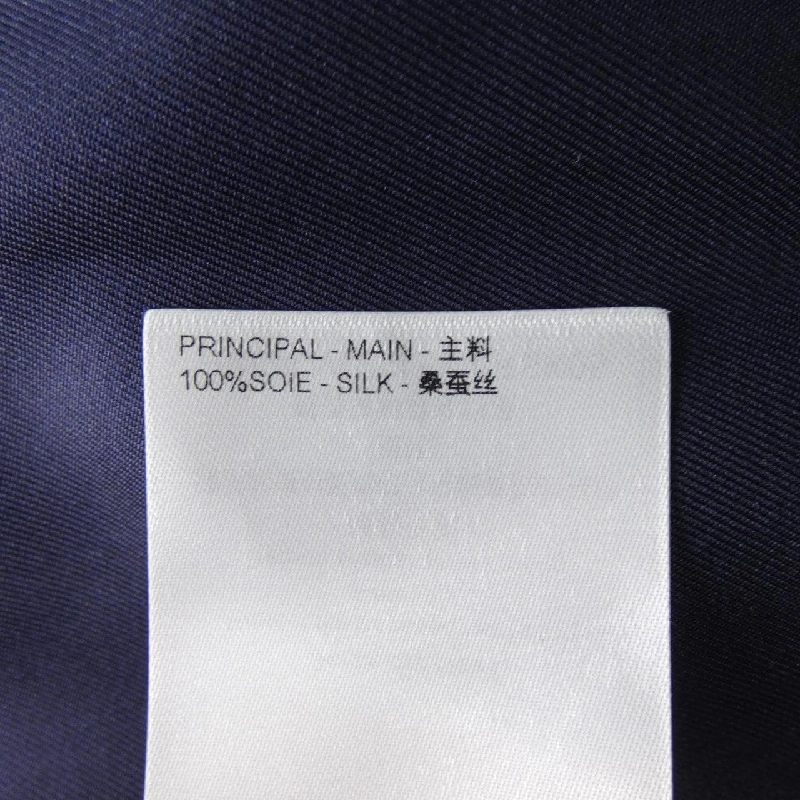 PRINCIPAL - MAIN - 主料
100%SOIE - SILK - 桑蚕丝